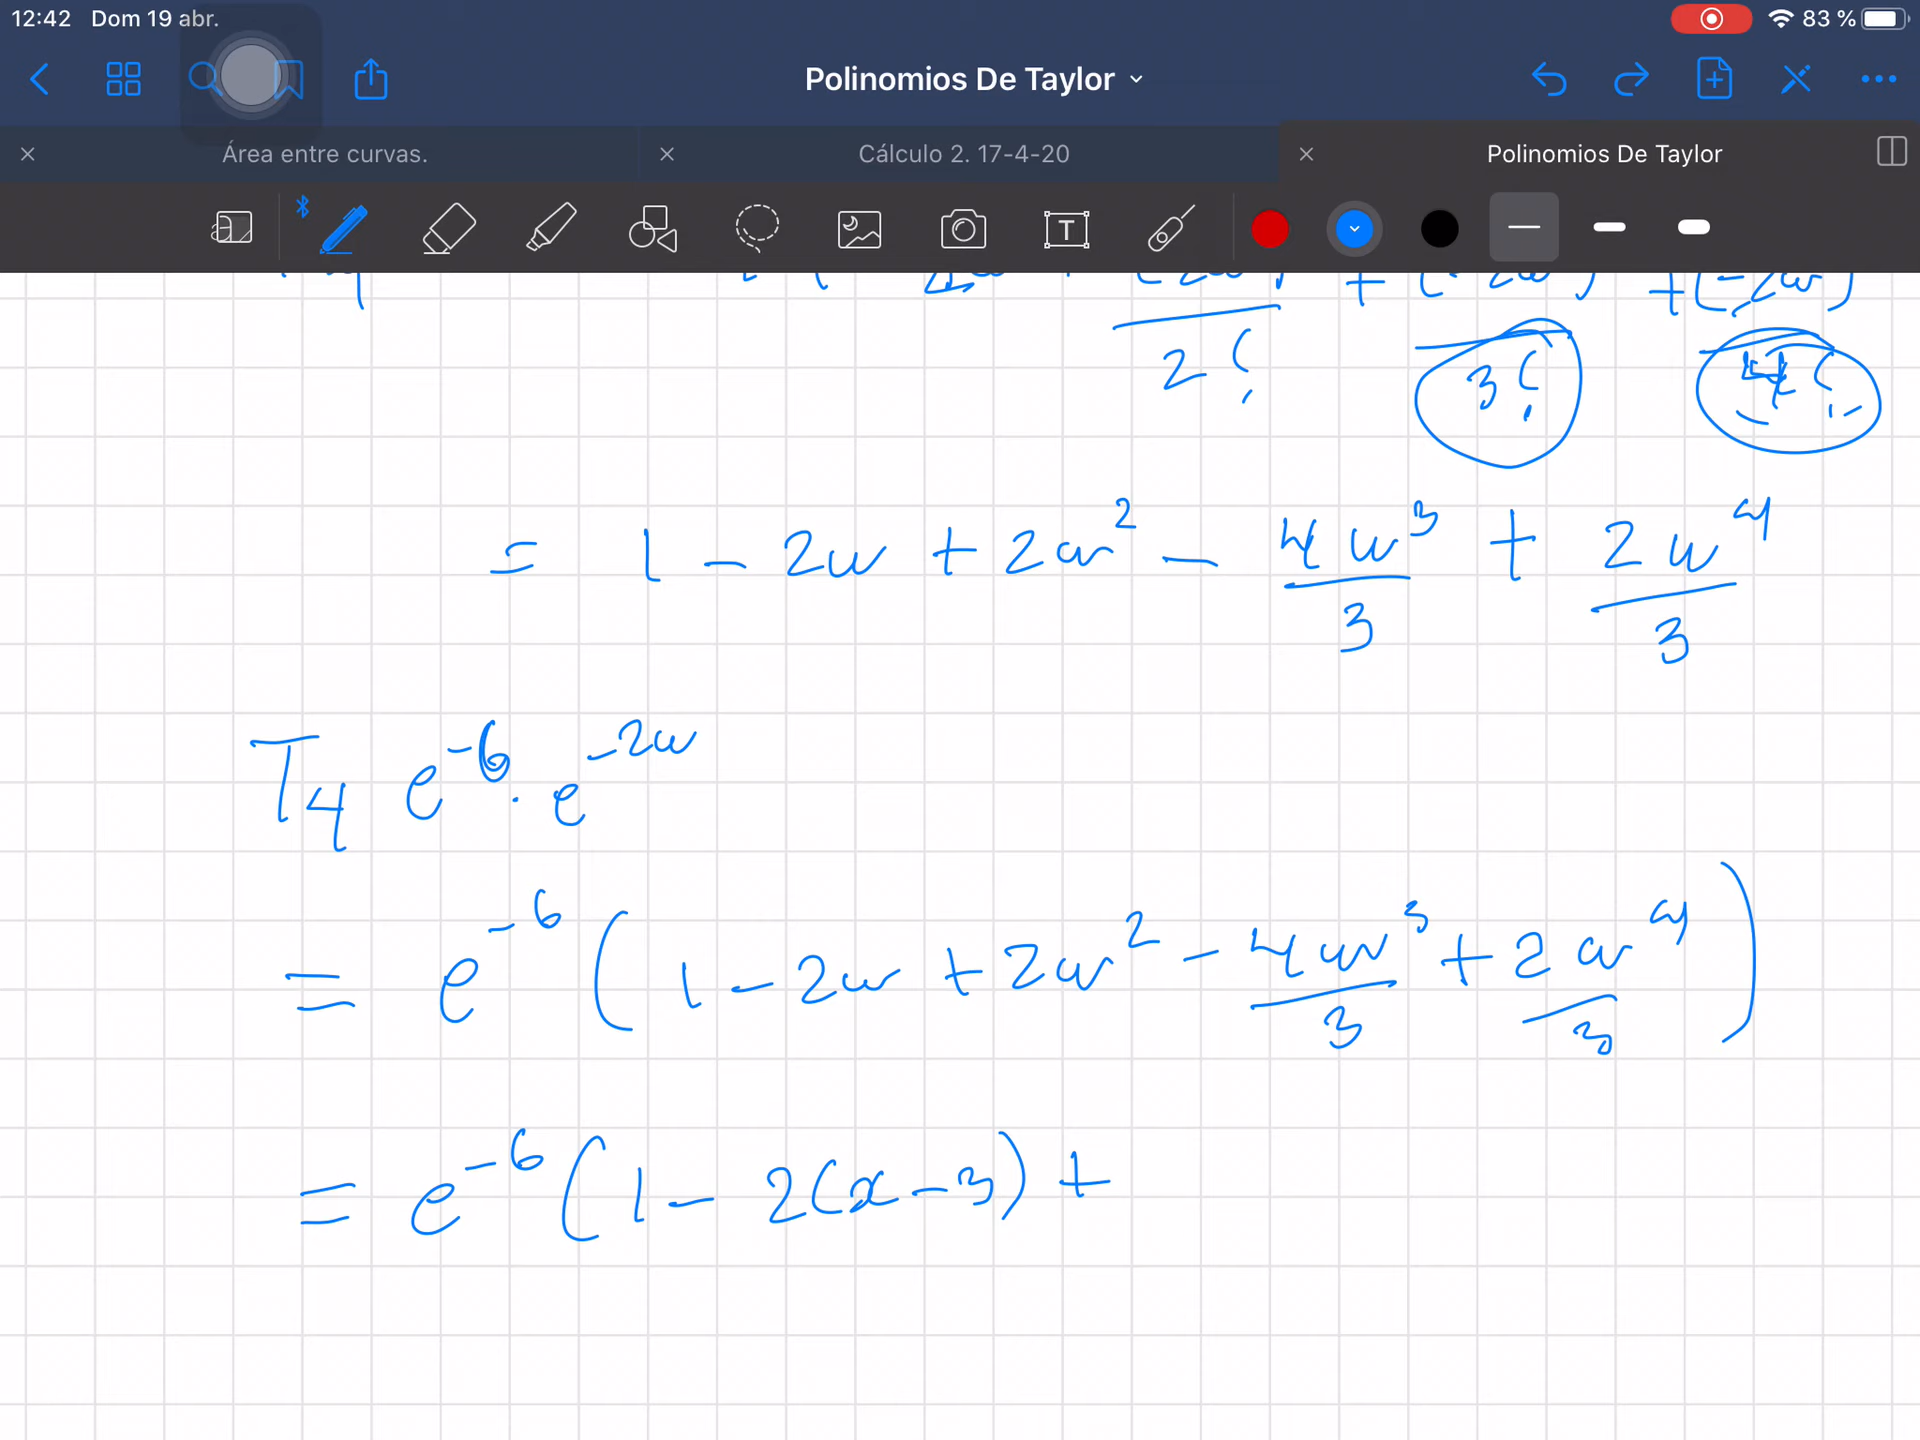 12:42 Dom 19 abr. 83 %
Polinomios De Taylor
Área entre curvas. Cálculo 2. 17-4-20 Polinomios De Taylor
T
2! 3! 4!
= 1 - 2w + 2w² - 4w³/3 + 2w⁴/3
T₄ e⁻⁶ · e⁻²ʷ
= e⁻⁶ (1 - 2w + 2w² - 4w³/3 + 2w⁴/3)
= e⁻⁶ (1 - 2(x-3) +